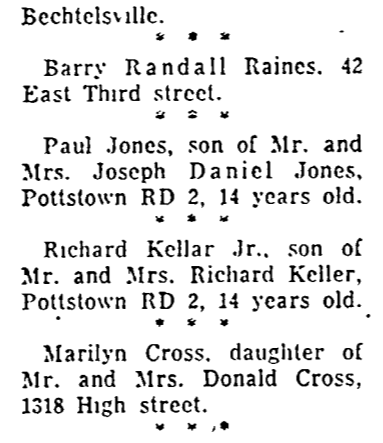 Bechtelsville.
* * *
Barry Randall Raines, 42
East Third street.
* * *
Paul Jones, son of Mr. and
Mrs. Joseph Daniel Jones,
Pottstown RD 2, 14 years old.
* * *
Richard Kellar Jr., son of
Mr. and Mrs. Richard Keller,
Pottstown RD 2, 14 years old.
* * *
Marilyn Cross, daughter of
Mr. and Mrs. Donald Cross,
1318 High street.
* * *